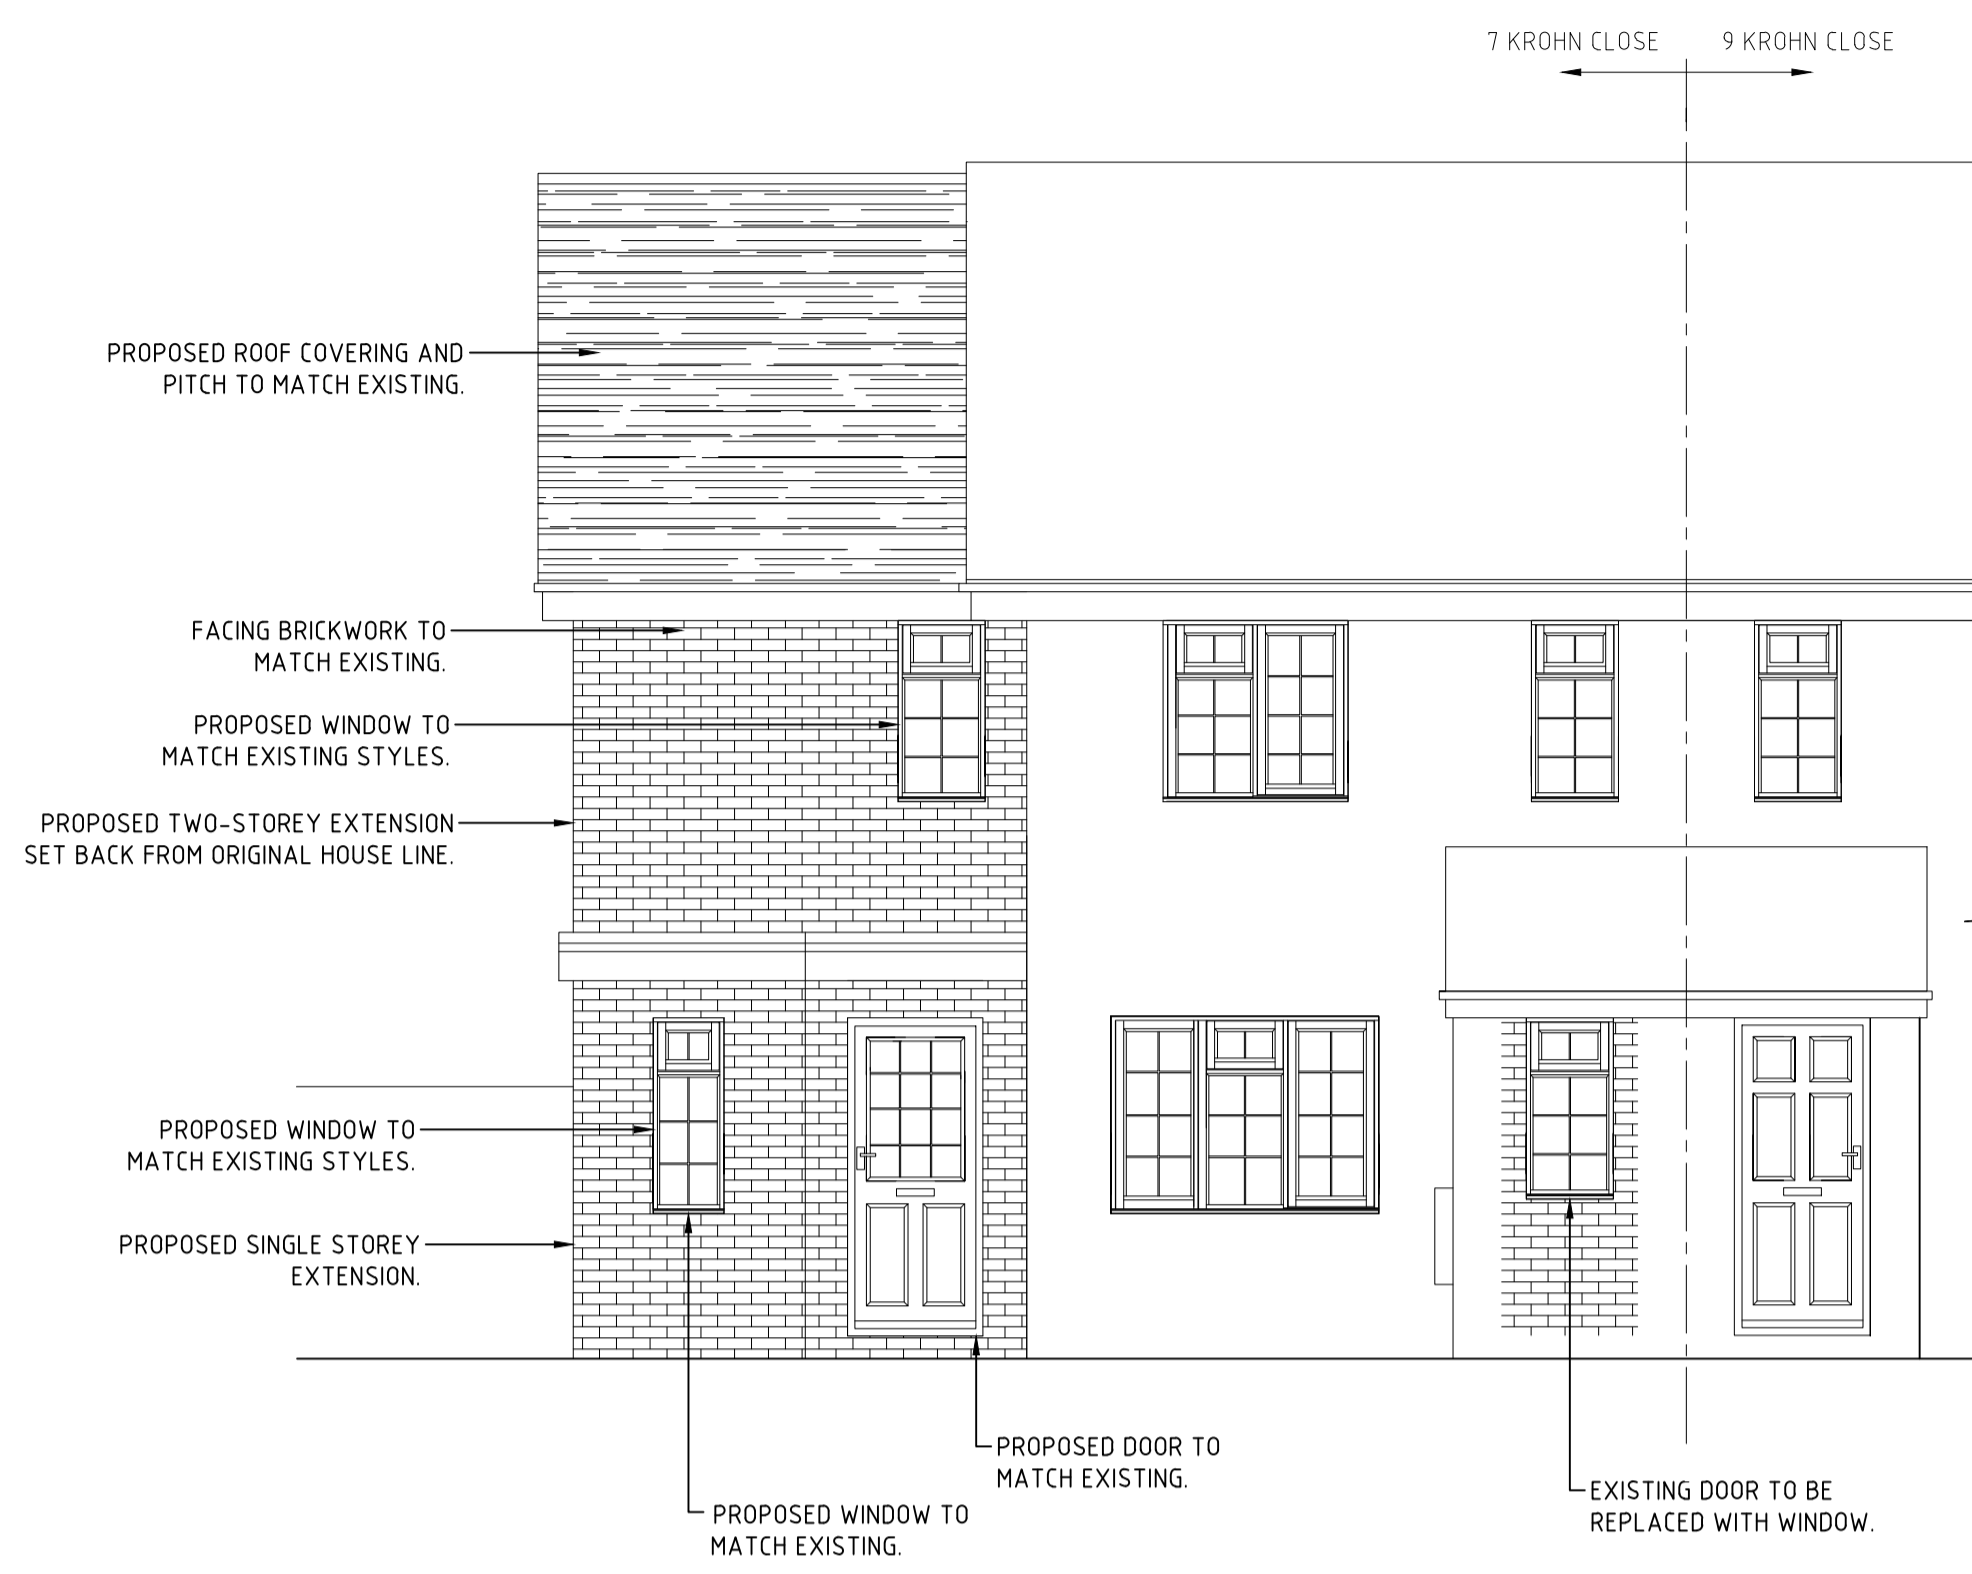 7 KROHN CLOSE
9 KROHN CLOSE
PROPOSED ROOF COVERING AND
PITCH TO MATCH EXISTING.
FACING BRICKWORK TO
MATCH EXISTING.
PROPOSED WINDOW TO
MATCH EXISTING STYLES.
PROPOSED TWO-STOREY EXTENSION
SET BACK FROM ORIGINAL HOUSE LINE.
PROPOSED WINDOW TO
MATCH EXISTING STYLES.
PROPOSED SINGLE STOREY
EXTENSION.
PROPOSED DOOR TO
MATCH EXISTING.
PROPOSED WINDOW TO
MATCH EXISTING.
EXISTING DOOR TO BE
REPLACED WITH WINDOW.